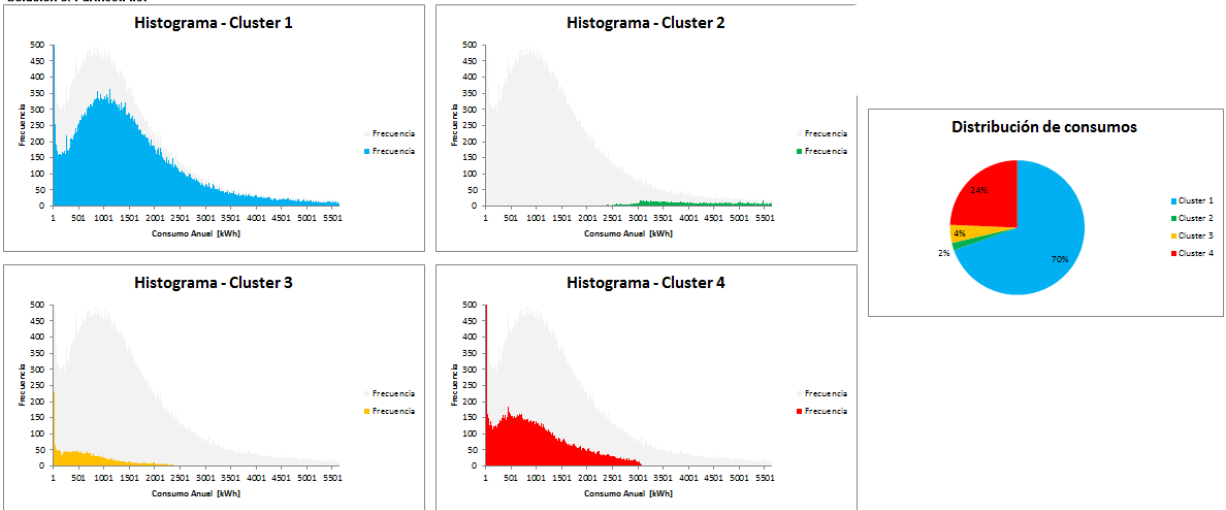 Histograma - Cluster 1
500
450
400
350
300
250
200
150
100
50
0
Frecuencia
1 501 1001 1501 2001 2501 3001 3501 4001 4501 5001 5501
Consumo Anual [kWh]
Frecuencia
Frecuencia
Histograma - Cluster 2
500
450
400
350
300
250
200
150
100
50
0
Frecuencia
1 501 1001 1501 2001 2501 3001 3501 4001 4501 5001 5501
Consumo Anual [kWh]
Frecuencia
Frecuencia
Distribución de consumos
24%
4%
2%
70%
Cluster 1
Cluster 2
Cluster 3
Cluster 4
Histograma - Cluster 3
500
450
400
350
300
250
200
150
100
50
0
Frecuencia
1 501 1001 1501 2001 2501 3001 3501 4001 4501 5001 5501
Consumo Anual [kWh]
Frecuencia
Frecuencia
Histograma - Cluster 4
500
450
400
350
300
250
200
150
100
50
0
Frecuencia
1 501 1001 1501 2001 2501 3001 3501 4001 4501 5001 5501
Consumo Anual [kWh]
Frecuencia
Frecuencia